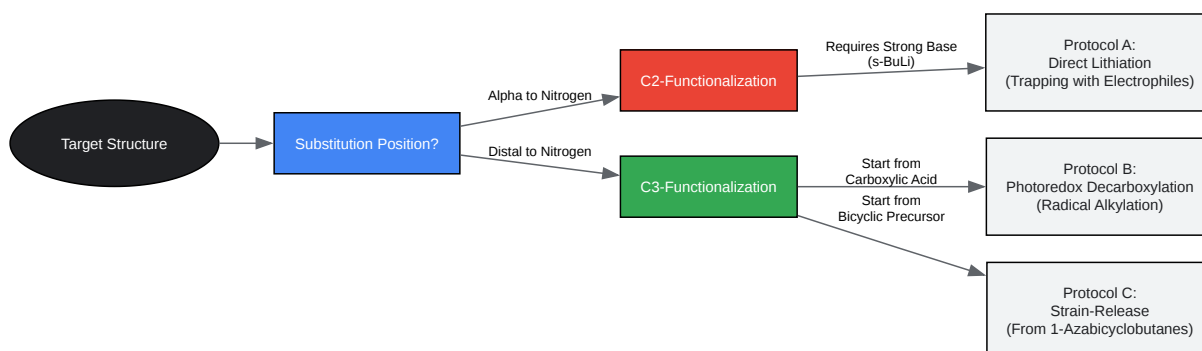 Target Structure
Substitution Position?
Alpha to Nitrogen
Distal to Nitrogen
C2-Functionalization
C3-Functionalization
Requires Strong Base
(s-BuLi)
Start from
Carboxylic Acid
Start from
Bicyclic Precursor
Protocol A:
Direct Lithiation
(Trapping with Electrophiles)
Protocol B:
Photoredox Decarboxylation
(Radical Alkylation)
Protocol C:
Strain-Release
(From 1-Azabicyclobutanes)